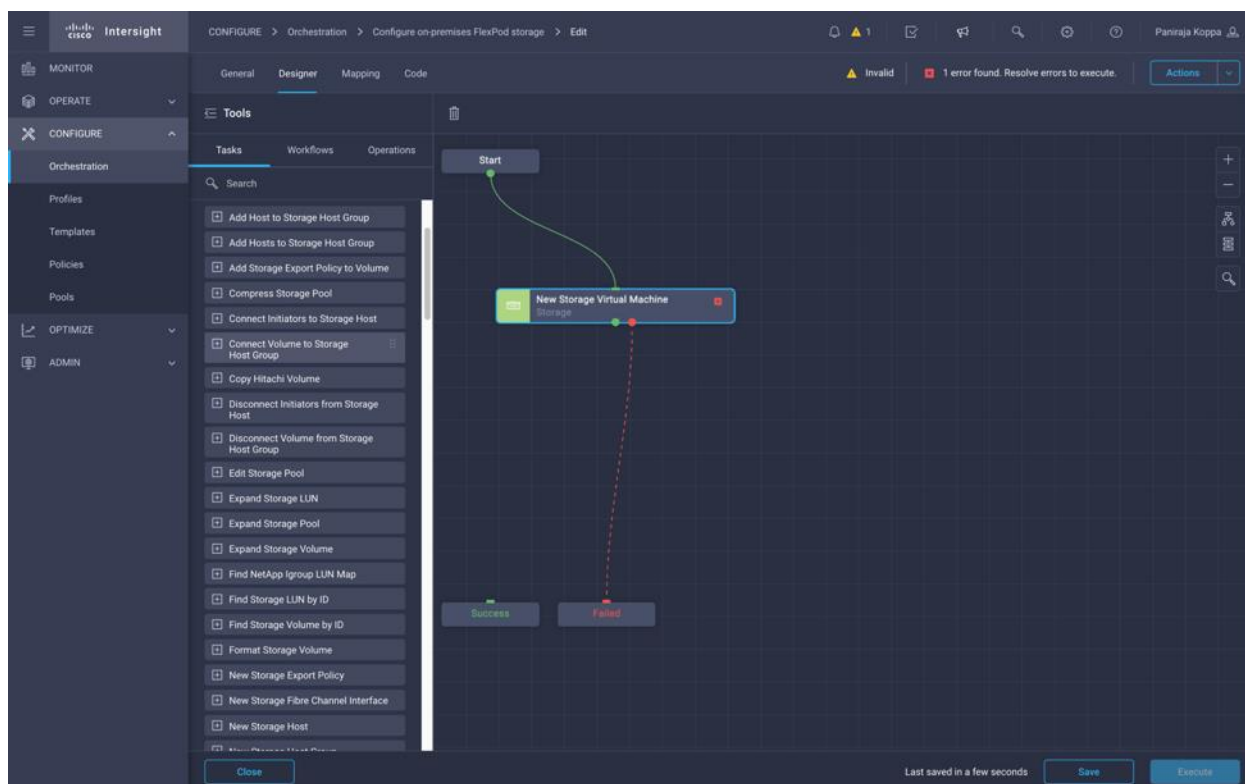 cisco Intersight
CONFIGURE > Orchestration > Configure on-premises FlexPod storage > Edit
1
Paniraja Koppa
MONITOR
OPERATE
CONFIGURE
Orchestration
Profiles
Templates
Policies
Pools
OPTIMIZE
ADMIN
General
Designer
Mapping
Code
Invalid
1 error found. Resolve errors to execute.
Actions
Tools
Tasks
Workflows
Operations
Search
Add Host to Storage Host Group
Add Hosts to Storage Host Group
Add Storage Export Policy to Volume
Compress Storage Pool
Connect Initiators to Storage Host
Connect Volume to Storage
Host Group
Copy Hitachi Volume
Disconnect Initiators from Storage
Host
Disconnect Volume from Storage
Host Group
Edit Storage Pool
Expand Storage LUN
Expand Storage Pool
Expand Storage Volume
Find NetApp Igroup LUN Map
Find Storage LUN by ID
Find Storage Volume by ID
Format Storage Volume
New Storage Export Policy
New Storage Fibre Channel Interface
New Storage Host
New Storage Host Group
Start
New Storage Virtual Machine
Storage
Success
Failed
Close
Last saved in a few seconds
Save
Execute